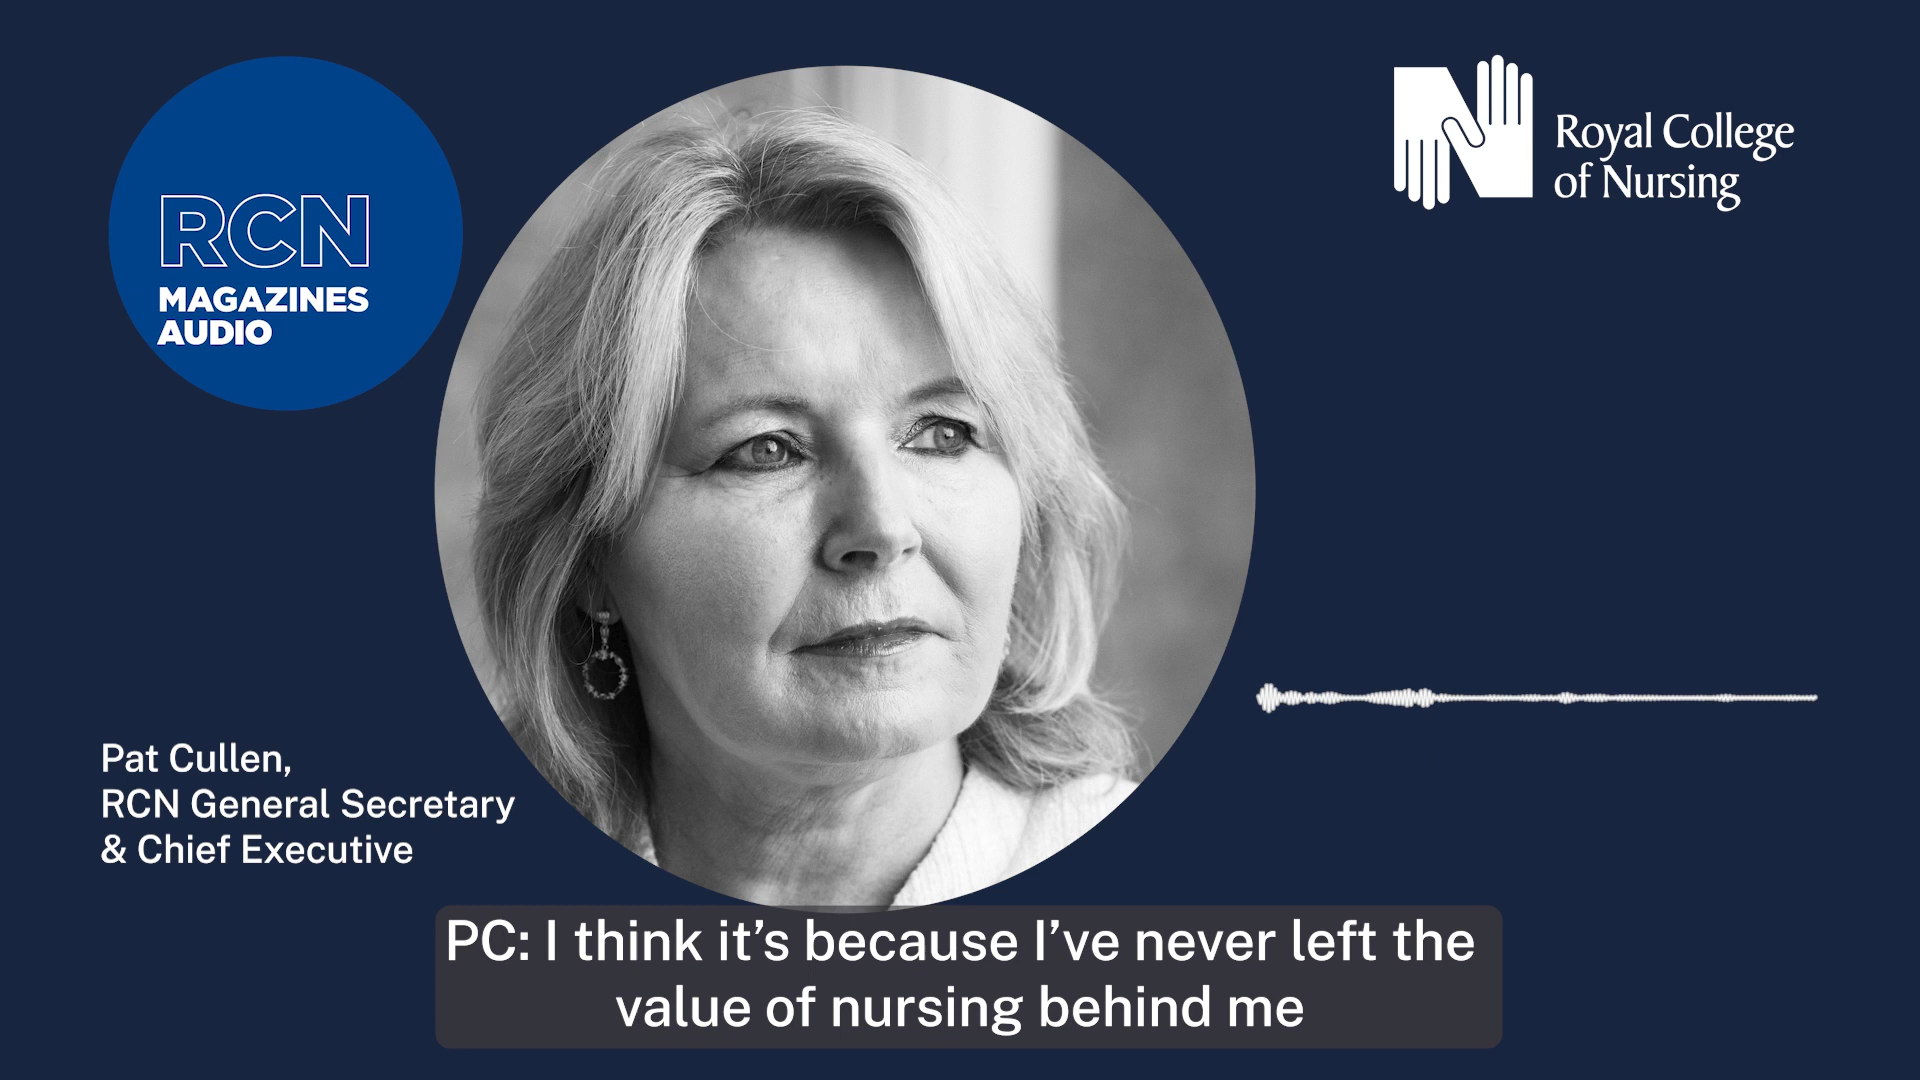 RCN
MAGAZINES
AUDIO
Royal College
of Nursing
Pat Cullen,
RCN General Secretary
& Chief Executive
PC: I think it’s because I’ve never left the
value of nursing behind me